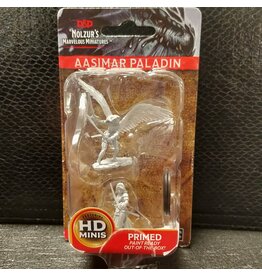 D&D
NOLZUR'S
MARVELOUS MINIATURES
AASIMAR PALADIN
HD
MINIS
PRIMED
PAINT READY
OUT-OF-THE-BOX!